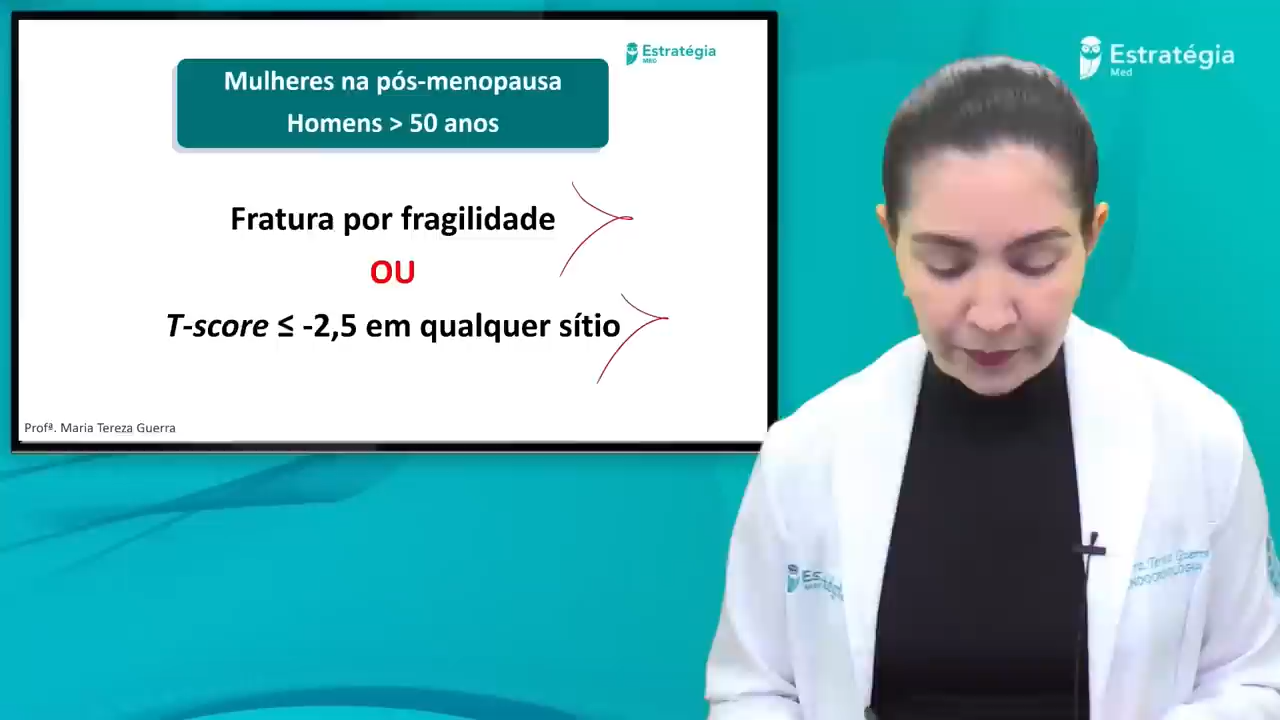 Estratégia
MED
Mulheres na pós-menopausa
Homens > 50 anos
Fratura por fragilidade
OU
T-score ≤ -2,5 em qualquer sítio
Profª. Maria Tereza Guerra
Estratégia
Med